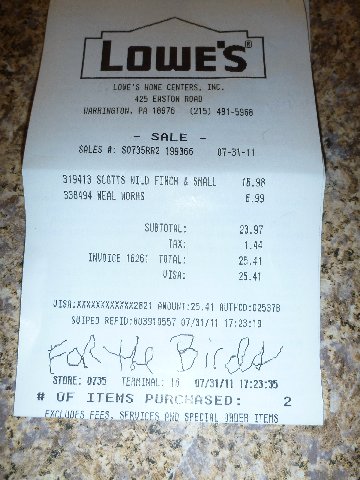 LOWE'S®
LOWE'S HOME CENTERS, INC.
425 EASTON ROAD
WARRINGTON, PA 18976 (215) 491-5968
- SALE -
SALES #: S0735RR2 199366 07-31-11
319413 SCOTTS WILD FINCH & SMALL 16.98
338494 MEAL WORMS 6.99
SUBTOTAL: 23.97
TAX: 1.44
INVOICE 16261 TOTAL: 25.41
VISA: 25.41
VISA:XXXXXXXXXXXX2821 AMOUNT:25.41 AUTHCD:02537B
SWIPED REFID:003919557 07/31/11 17:23:19
For the Birds
STORE: 0735 TERMINAL: 16 07/31/11 17:23:35
# OF ITEMS PURCHASED: 2
EXCLUDES FEES, SERVICES AND SPECIAL ORDER ITEMS